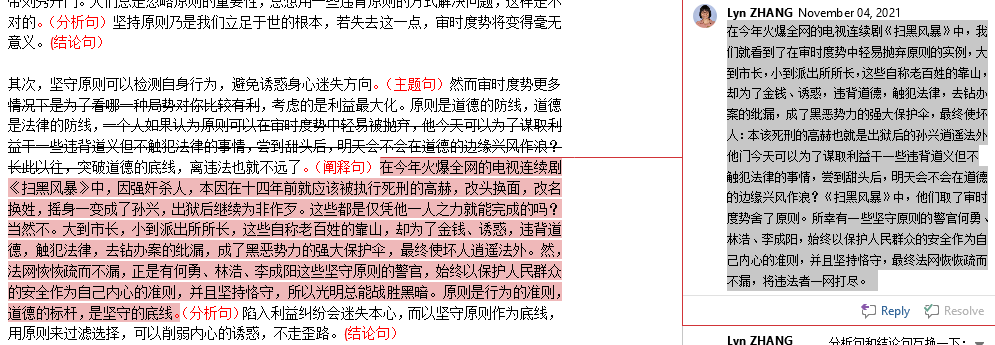 带刈秀开门。人们总是忽略原则的重要性，总想用一些违背原则的方式解决问题，这样是不
对的。（分析句）坚持原则乃是我们立足于世的根本，若失去这一点，审时度势将变得毫无
意义。(结论句）
其次，坚守原则可以检测自身行为，避免诱惑身心迷失方向。（主题句）然而审时度势更多
情况下是为了看哪一种局势对你比较有利，考虑的是利益最大化。原则是道德的防线，道德
是法律的防线，一个人如果认为原则可以在审时度势中轻易被抛弃，他今天可以为了谋取利
益干一些违背道义但不触犯法律的事情，尝到甜头后，明天会不会在道德的边缘兴风作浪？
长此以往，突破道德的底线，离违法也就不远了。（阐释句）在今年火爆全网的电视连续剧
《扫黑风暴》中，因强奸杀人，本因在十四年前就应该被执行死刑的高赫，改头换面，改名
换姓，摇身一变成了孙兴，出狱后继续为非作歹。这些都是仅凭他一人之力就能完成的吗？
当然不。大到市长，小到派出所所长，这些自称老百姓的靠山，却为了金钱、诱惑，违背道
德，触犯法律，去钻办案的纰漏，成了黑恶势力的强大保护伞，最终使坏人逍遥法外。然，
法网恢恢疏而不漏，正是有何勇、林浩、李成阳这些坚守原则的警官，始终以保护人民群众
的安全作为自己内心的准则，并且坚持恪守，所以光明总能战胜黑暗。原则是行为的准则，
道德的标杆，是坚守的底线。（分析句）陷入利益纠纷会迷失本心，而以坚守原则作为底线，
用原则来过滤选择，可以削弱内心的诱惑，不走歪路。(结论句）
Lyn ZHANG November 04, 2021
在今年火爆全网的电视连续剧《扫黑风暴》中，我
们就看到了在审时度势中轻易抛弃原则的实例，大
到市长，小到派出所所长，这些自称老百姓的靠山，
却为了金钱、诱惑，违背道德，触犯法律，去钻办
案的纰漏，成了黑恶势力的强大保护伞，最终使坏
人：本该死刑的高赫也就是出狱后的孙兴逍遥法外
他门今天可以为了谋取利益干一些违背道义但不
触犯法律的事情，尝到甜头后，明天会不会在道德
的边缘兴风作浪？《扫黑风暴》中，他们取了审时
度势舍了原则。所幸有一些坚守原则的警官何勇、
林浩、李成阳，始终以保护人民群众的安全作为自
己内心的准则，并且坚持恪守，最终法网恢恢疏而
不漏，将违法者一网打尽。
Reply Resolve
Lyn ZHANG 分析句和结论句互换一下：